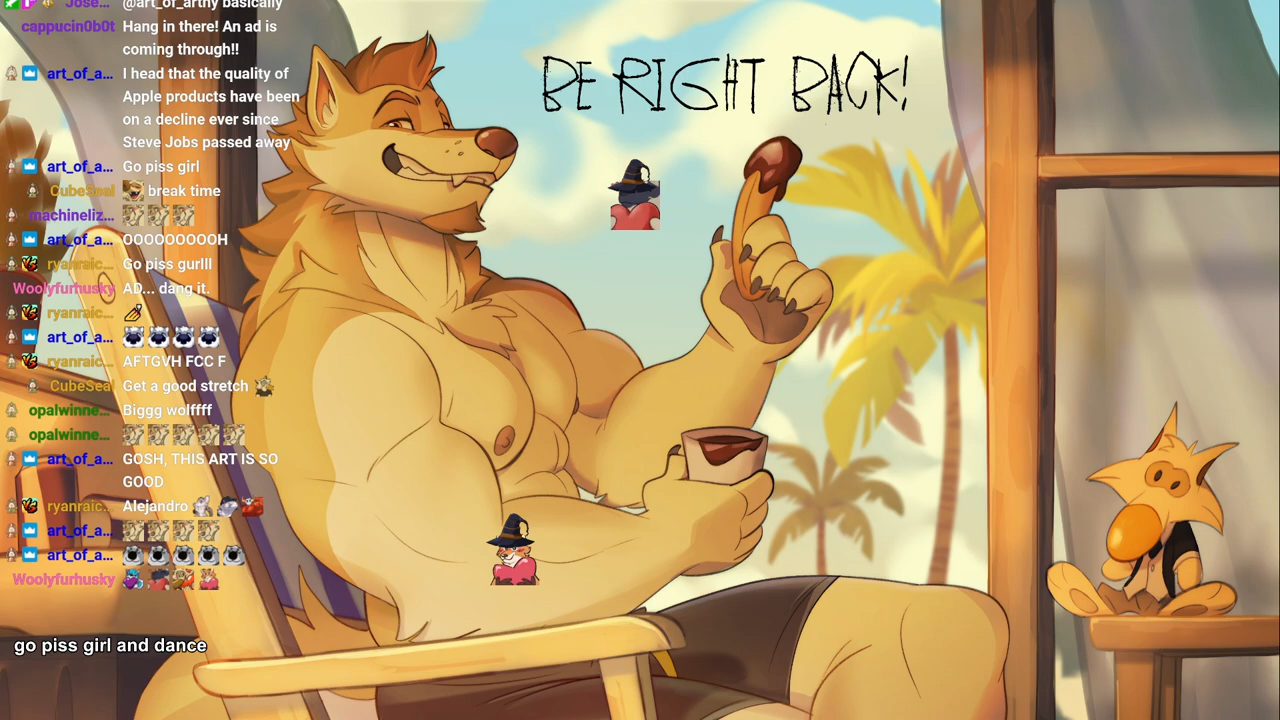 Jose... @art_of_arthy basically
cappucin0b0t Hang in there! An ad is
coming through!!
art_of_a... I head that the quality of
Apple products have been
on a decline ever since
Steve Jobs passed away
art_of_a... Go piss girl
CubeSeal break time
machineliz...
art_of_a... OOOOOOOOOH
ryanraic... Go piss gurlll
Woolyfurhusky AD... dang it.
ryanraic...
art_of_a...
ryanraic... AFTGVH FCC F
CubeSeal Get a good stretch
opalwinne... Biggg wolffff
opalwinne...
art_of_a... GOSH, THIS ART IS SO
GOOD
ryanraic... Alejandro
art_of_a...
art_of_a...
Woolyfurhusky
go piss girl and dance
BE RIGHT BACK!